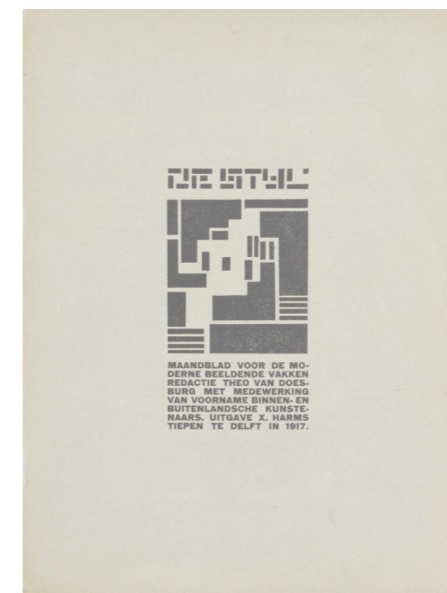 DE STIJL
MAANDBLAD VOOR DE MO-
DERNE BEELDENDE VAKKEN
REDACTIE THEO VAN DOES-
BURG MET MEDEWERKING
VAN VOORNAME BINNEN- EN
BUITENLANDSCHE KUNSTE-
NAARS. UITGAVE X. HARMS
TIEPEN TE DELFT IN 1917.